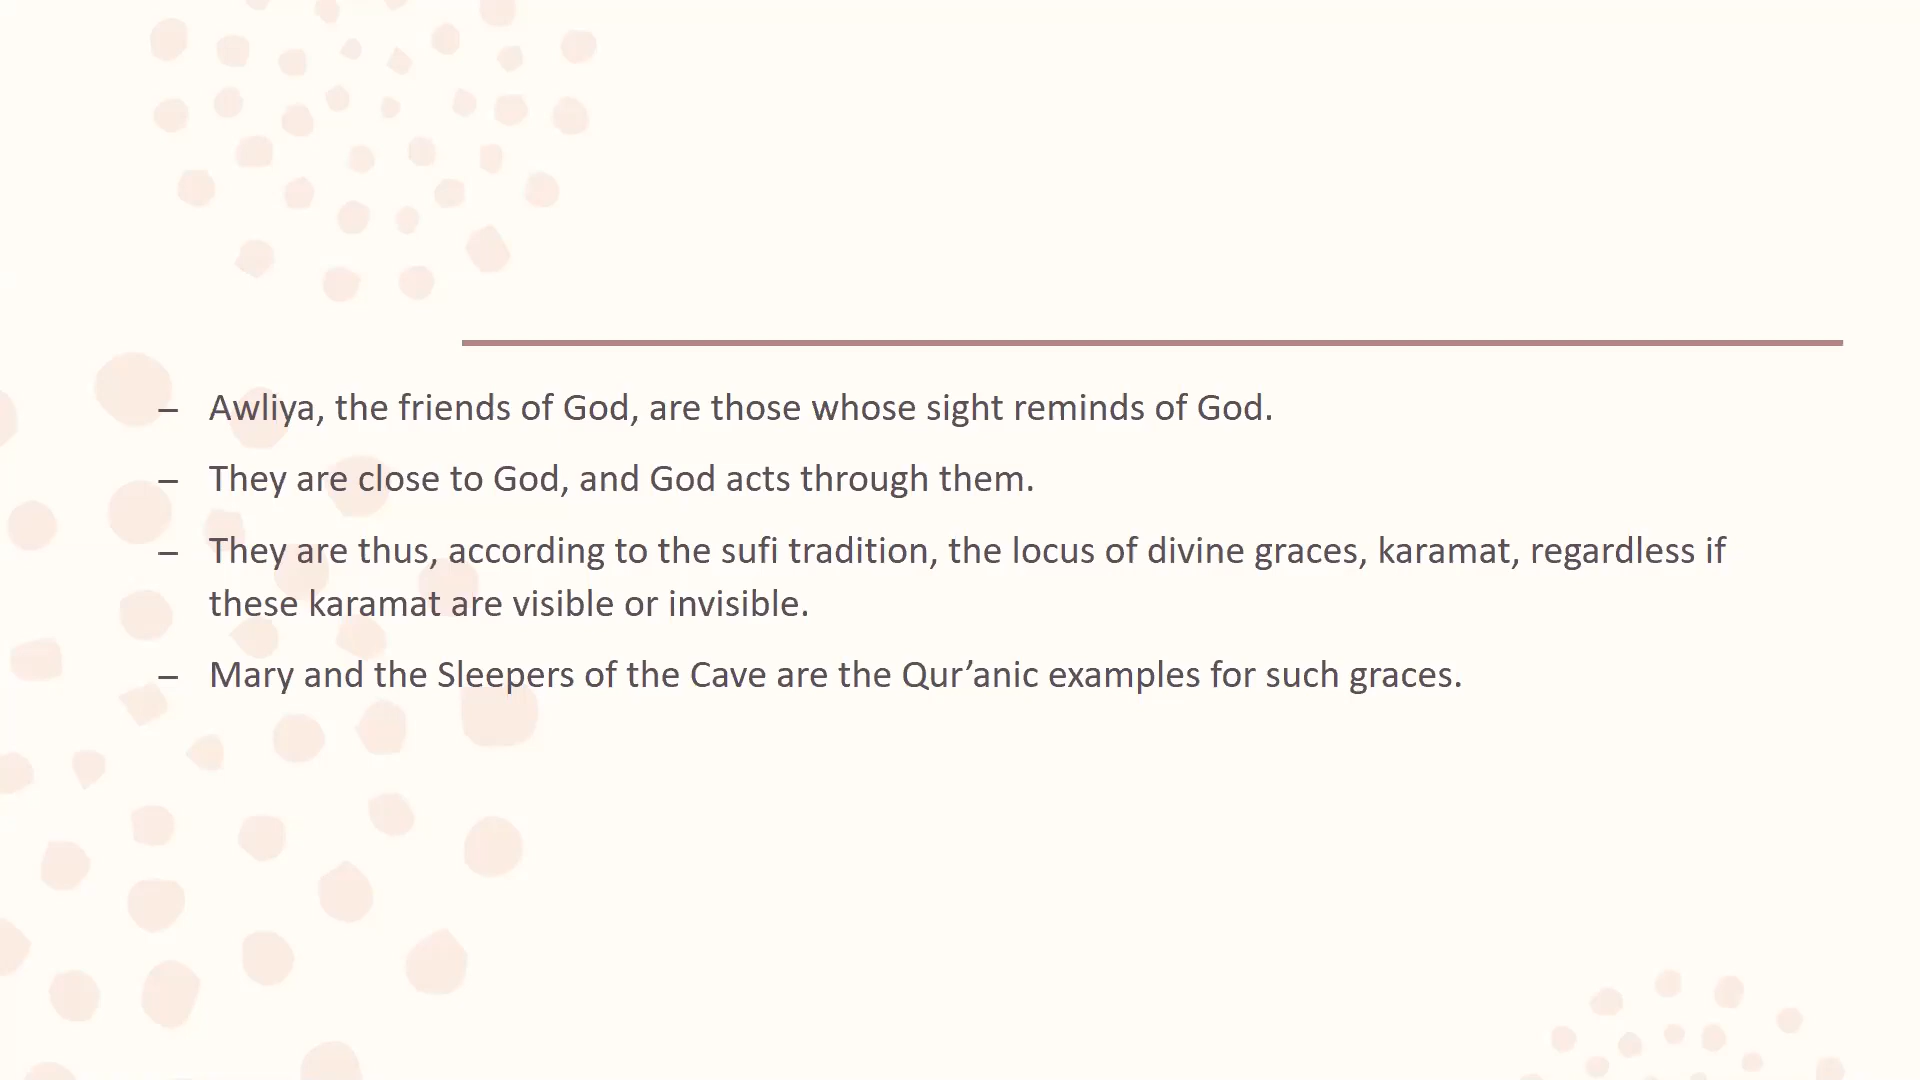 – Awliya, the friends of God, are those whose sight reminds of God.
– They are close to God, and God acts through them.
– They are thus, according to the sufi tradition, the locus of divine graces, karamat, regardless if
these karamat are visible or invisible.
– Mary and the Sleepers of the Cave are the Qur’anic examples for such graces.